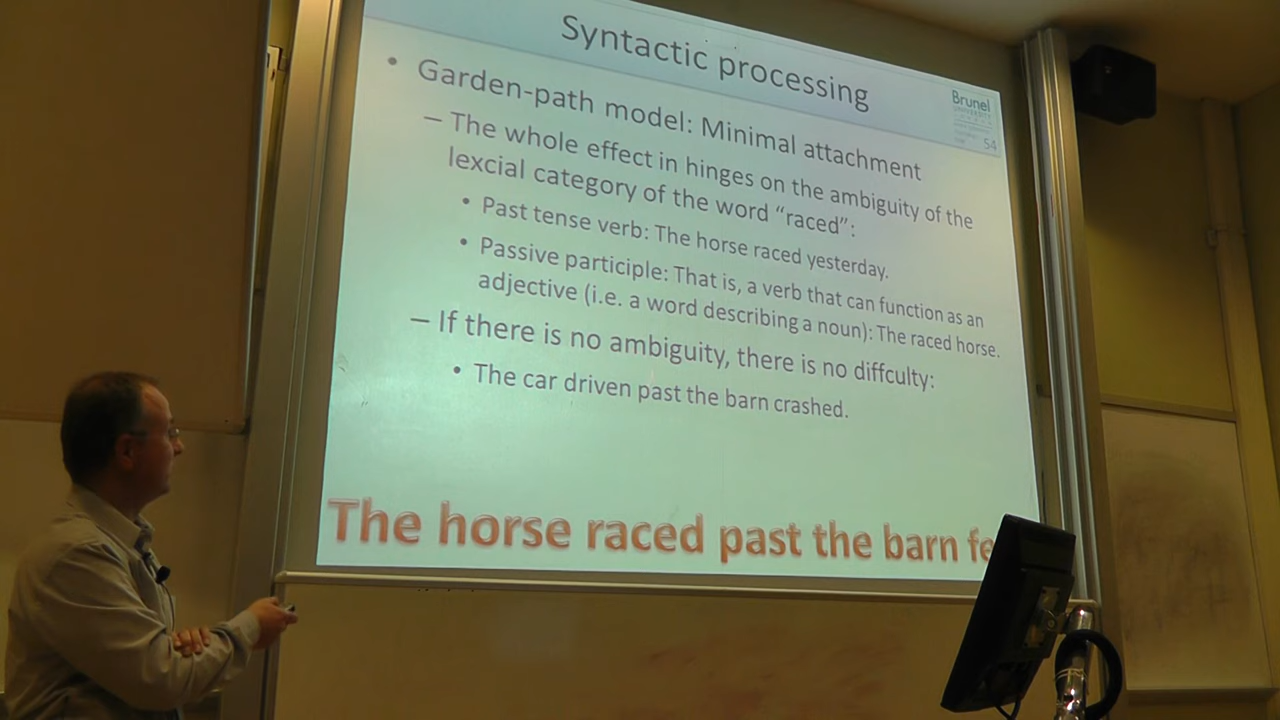 Syntactic processing
Brunel
UNIVERSITY
54
• Garden-path model: Minimal attachment
– The whole effect in hinges on the ambiguity of the
lexcial category of the word “raced”:
• Past tense verb: The horse raced yesterday.
• Passive participle: That is, a verb that can function as an
adjective (i.e. a word describing a noun): The raced horse.
– If there is no ambiguity, there is no diffculty:
• The car driven past the barn crashed.
The horse raced past the barn fe